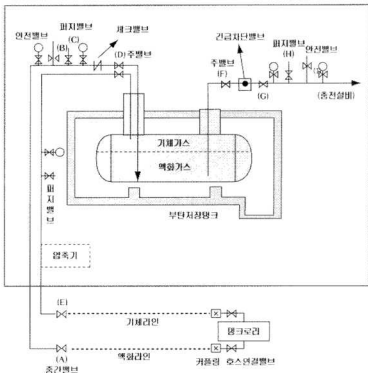 안전밸브
퍼지밸브
(B)
(C)
체크밸브
(D) 주밸브
긴급차단밸브
주밸브
(F)
(G)
퍼지밸브
(H)
안전밸브
(충전설비)
기체가스
액화가스
부탄저장탱크
퍼지밸브
압축기
(E)
기체라인
탱크로리
(A)
액화라인
중간밸브
커플링
호스연결밸브